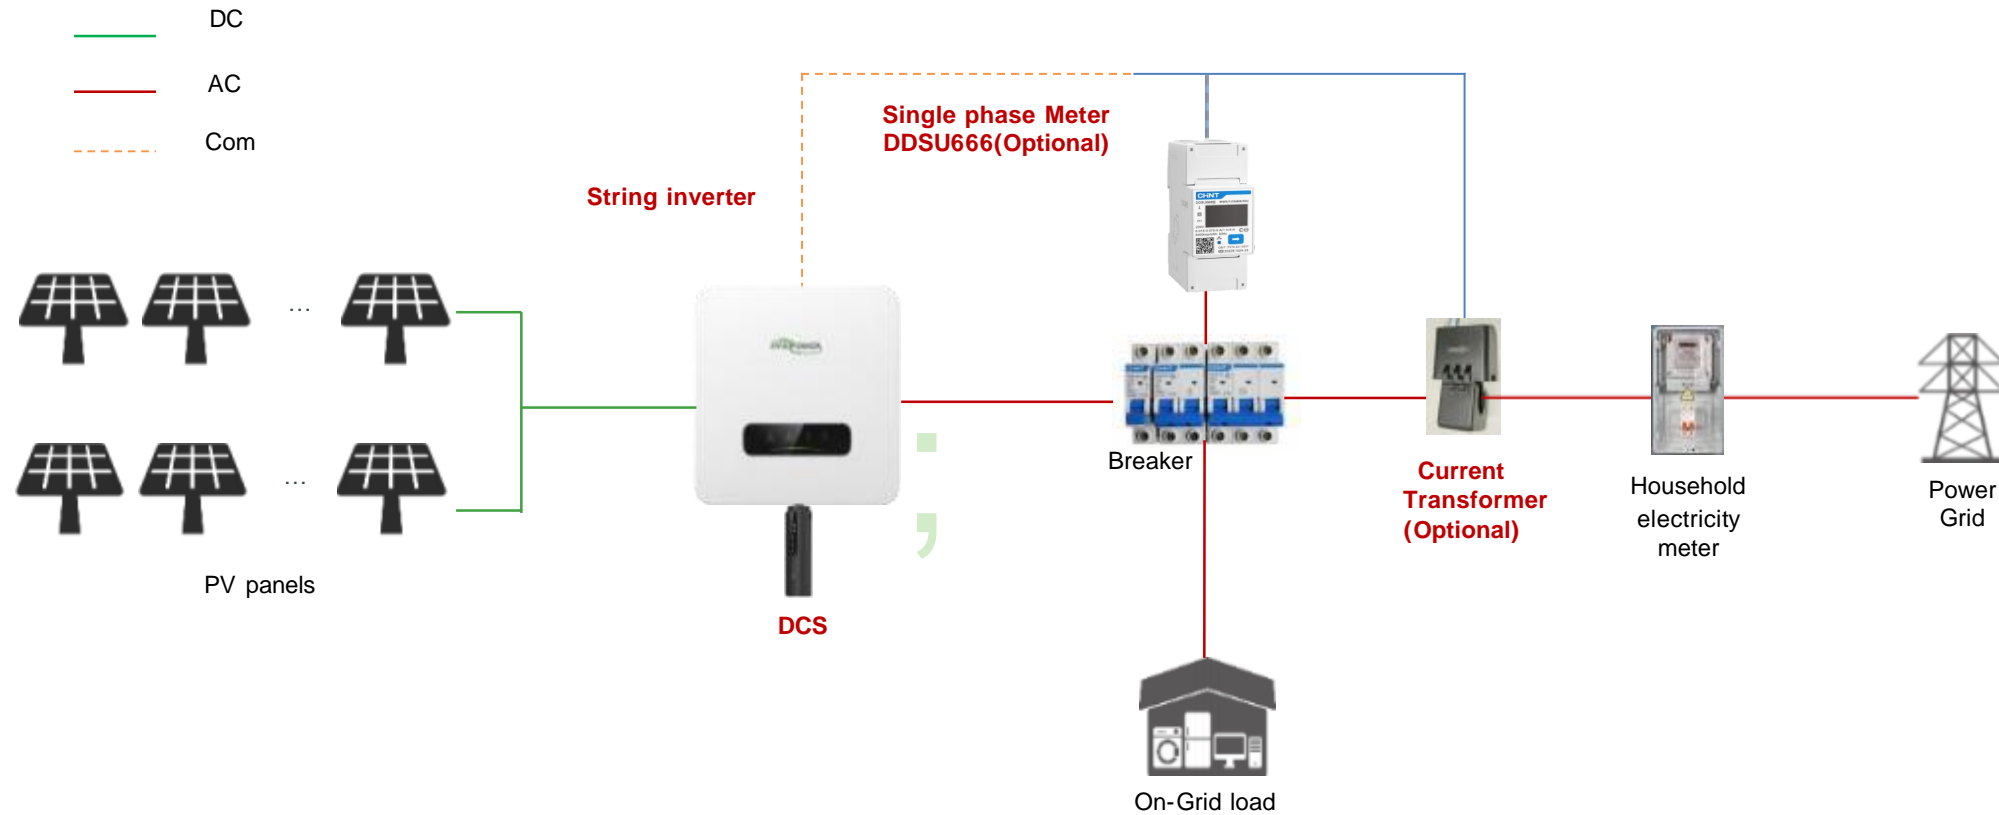 DC
AC
Com
Single phase Meter
DDSU666(Optional)
String inverter
CHNT
...
...
PV panels
DCS
Breaker
Current
Transformer
(Optional)
Household
electricity
meter
Power
Grid
On-Grid load